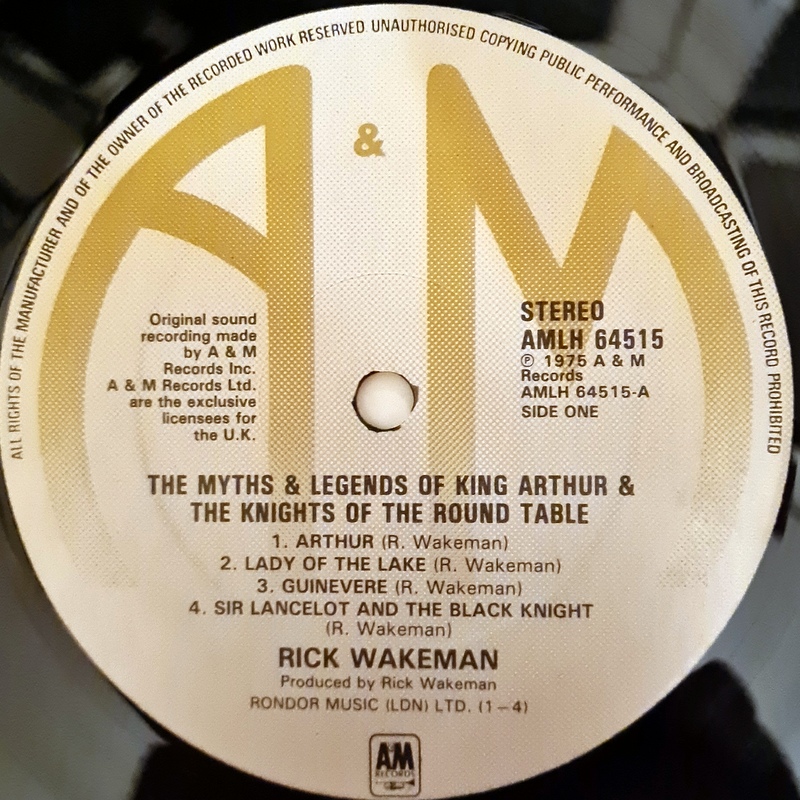 ALL RIGHTS OF THE MANUFACTURER AND OF THE OWNER OF THE RECORDED WORK RESERVED UNAUTHORISED COPYING PUBLIC PERFORMANCE AND BROADCASTING OF THIS RECORD PROHIBITED
A & M
Original sound
recording made
by A & M
Records Inc.
A & M Records Ltd.
are the exclusive
licensees for
the U.K.
STEREO
AMLH 64515
℗ 1975 A & M
Records
AMLH 64515-A
SIDE ONE
THE MYTHS & LEGENDS OF KING ARTHUR &
THE KNIGHTS OF THE ROUND TABLE
1. ARTHUR (R. Wakeman)
2. LADY OF THE LAKE (R. Wakeman)
3. GUINEVERE (R. Wakeman)
4. SIR LANCELOT AND THE BLACK KNIGHT
(R. Wakeman)
RICK WAKEMAN
Produced by Rick Wakeman
RONDOR MUSIC (LDN) LTD. (1–4)
A&M
RECORDS